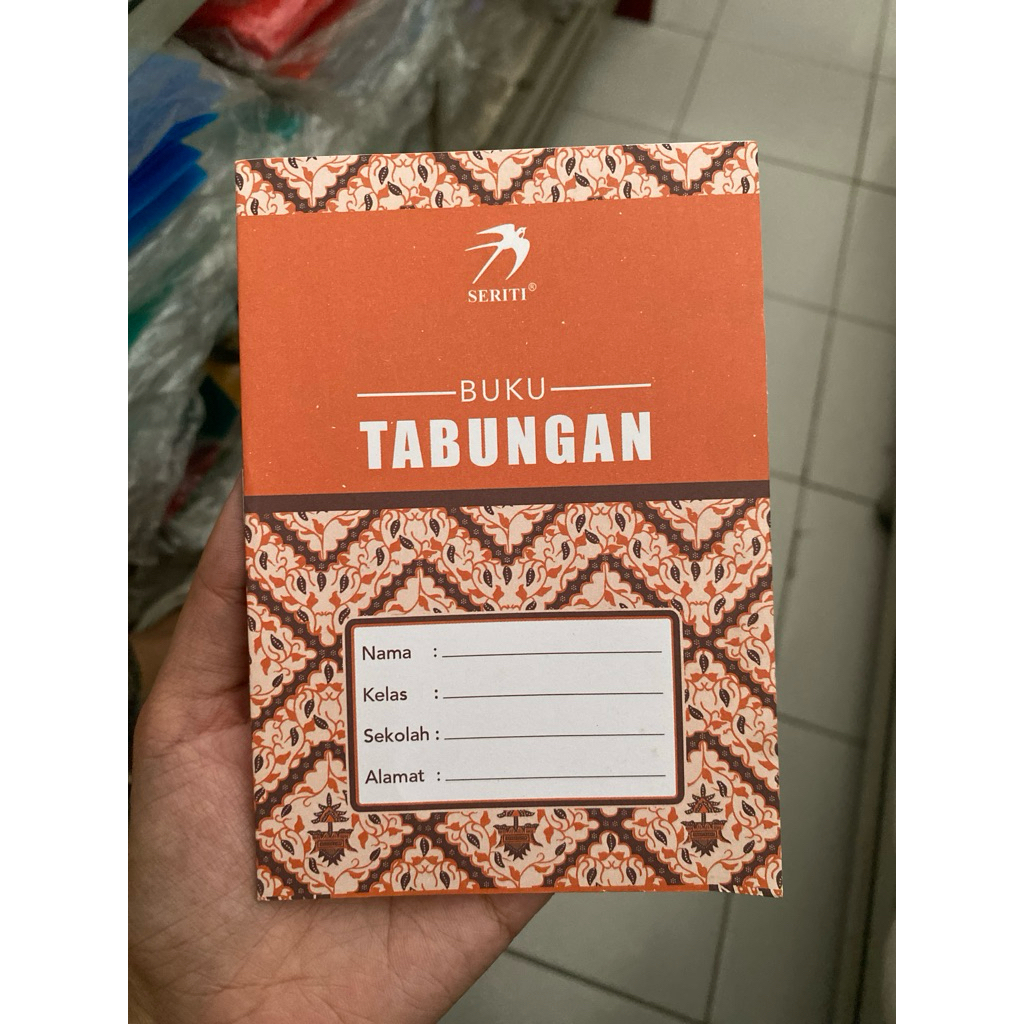 SERITI®
BUKU
TABUNGAN
Nama :
Kelas :
Sekolah :
Alamat :